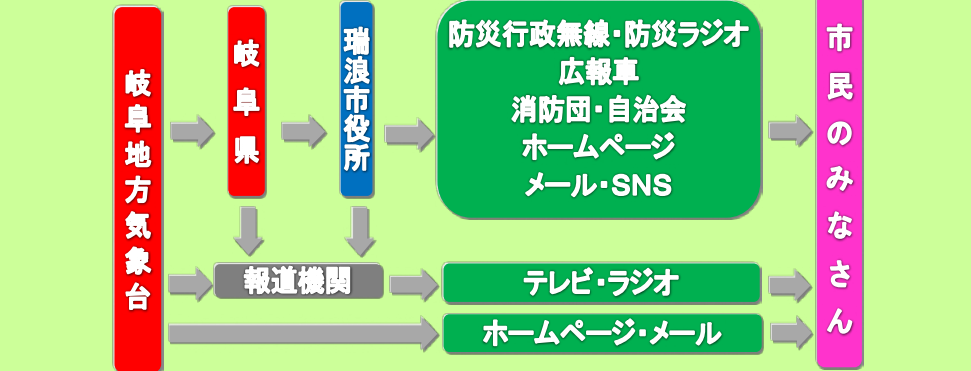 岐阜地方気象台
岐阜県
瑞浪市役所
防災行政無線・防災ラジオ
広報車
消防団・自治会
ホームページ
メール・SNS
市民のみなさん
報道機関
テレビ・ラジオ
ホームページ・メール